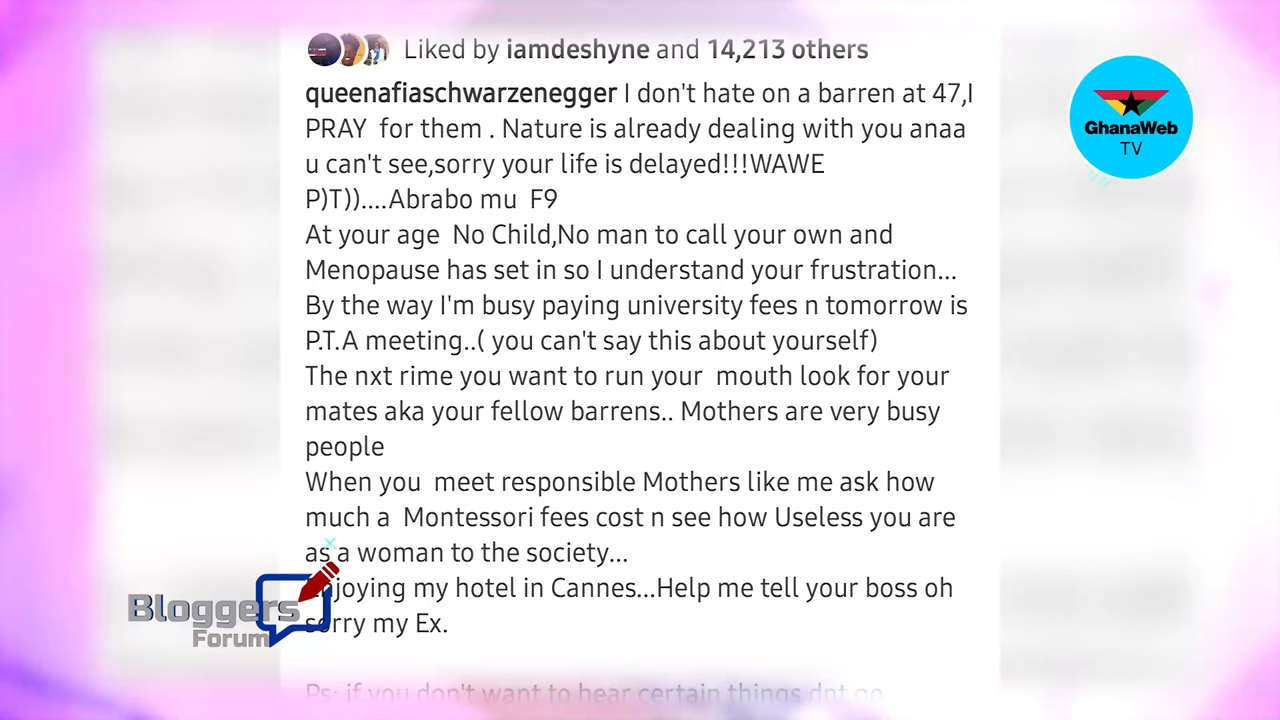 Liked by iamdeshyne and 14,213 others
queenafiaschwarzenegger I don't hate on a barren at 47,I
PRAY for them . Nature is already dealing with you anaa
u can't see,sorry your life is delayed!!!WAWE
P)T))....Abrabo mu F9
At your age No Child,No man to call your own and
Menopause has set in so I understand your frustration...
By the way I'm busy paying university fees n tomorrow is
P.T.A meeting..( you can't say this about yourself)
The nxt rime you want to run your mouth look for your
mates aka your fellow barrens.. Mothers are very busy
people
When you meet responsible Mothers like me ask how
much a Montessori fees cost n see how Useless you are
as a woman to the society...
Enjoying my hotel in Cannes...Help me tell your boss oh
sorry my Ex.
Ps: if you don't want to hear certain things dnt go
GhanaWeb
TV
Bloggers
Forum